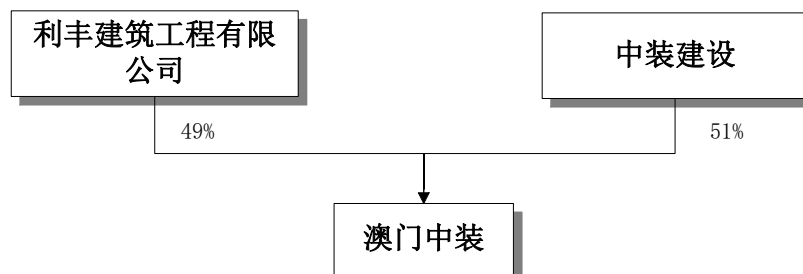 利丰建筑工程有限
公司
中装建设
49%
51%
澳门中装